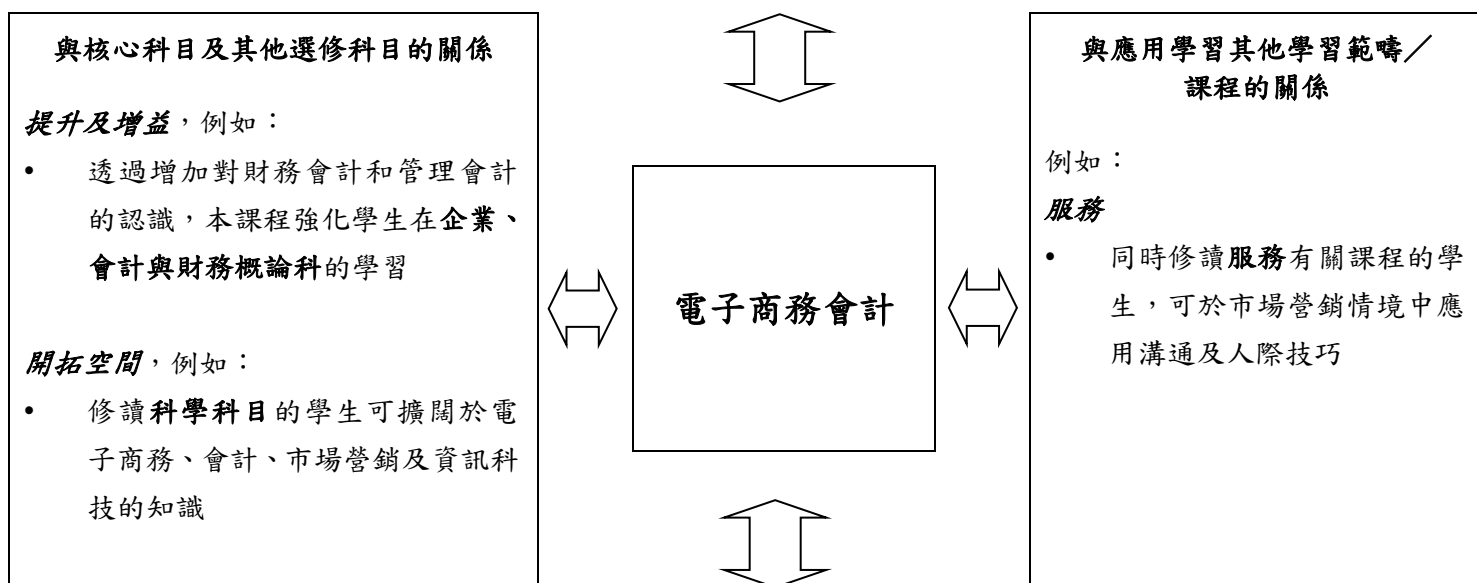 與核心科目及其他選修科目的關係
提升及增益，例如：
• 透過增加對財務會計和管理會計
的認識，本課程強化學生在企業、
會計與財務概論科的學習
開拓空間，例如：
• 修讀科學科目的學生可擴闊於電
子商務、會計、市場營銷及資訊科
技的知識
電子商務會計
與應用學習其他學習範疇／
課程的關係
例如：
服務
• 同時修讀服務有關課程的學
生，可於市場營銷情境中應
用溝通及人際技巧